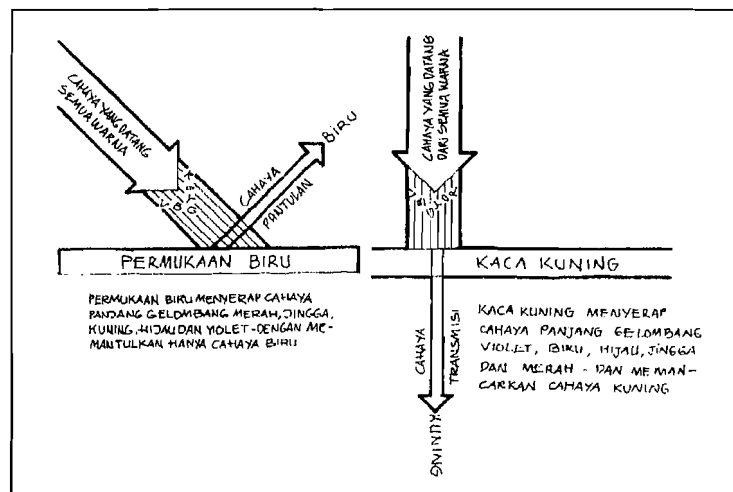 CAHAYA YANG DATANG
SEMUA WARNA
CAHAYA
PANTULAN
BIRU
PERMUKAAN BIRU
PERMUKAAN BIRU MENYERAP CAHAYA
PANJANG GELOMBANG MERAH, JINGGA,
KUNING, HIJAU DAN VIOLET-DENGAN ME-
MANTULKAN HANYA CAHAYA BIRU
CAHAYA YANG DATANG
DARI SEMUA WARNA
KACA KUNING
CAHAYA
TRANSMISI
KUNING
KACA KUNING MENYERAP
CAHAYA PANJANG GELOMBANG
VIOLET, BIRU, HIJAU, JINGGA
DAN MERAH - DAN MEMAN-
CARKAN CAHAYA KUNING